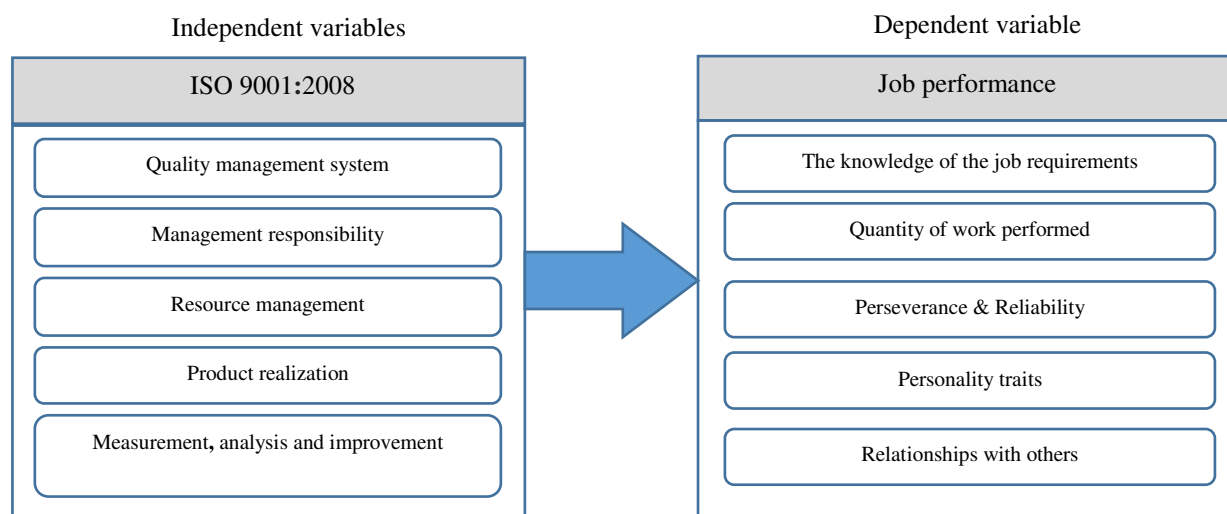 Independent variables
ISO 9001:2008
Quality management system
Management responsibility
Resource management
Product realization
Measurement, analysis and improvement
Dependent variable
Job performance
The knowledge of the job requirements
Quantity of work performed
Perseverance & Reliability
Personality traits
Relationships with others